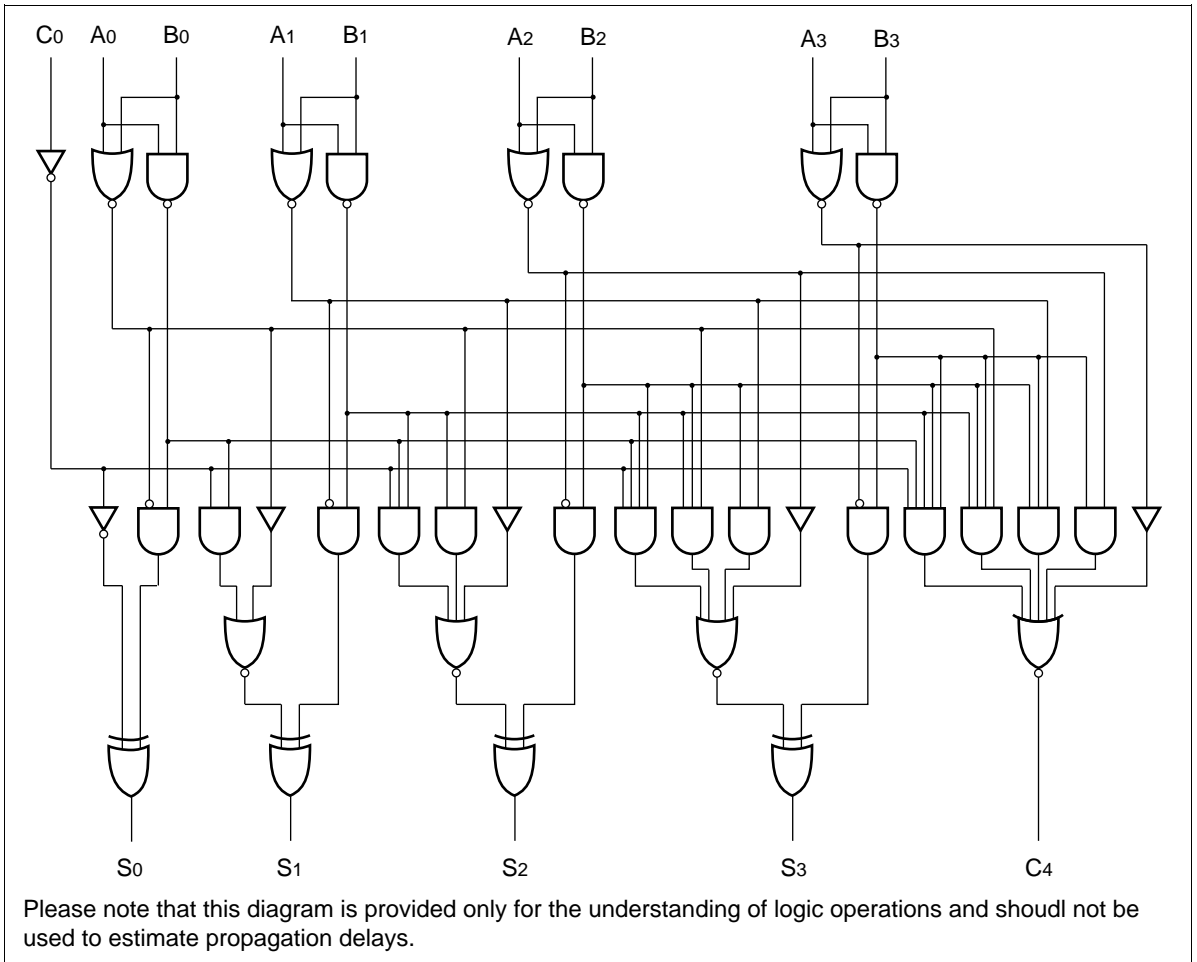 C0 A0 B0 A1 B1 A2 B2 A3 B3
S0 S1 S2 S3 C4
Please note that this diagram is provided only for the understanding of logic operations and shoudl not be
used to estimate propagation delays.